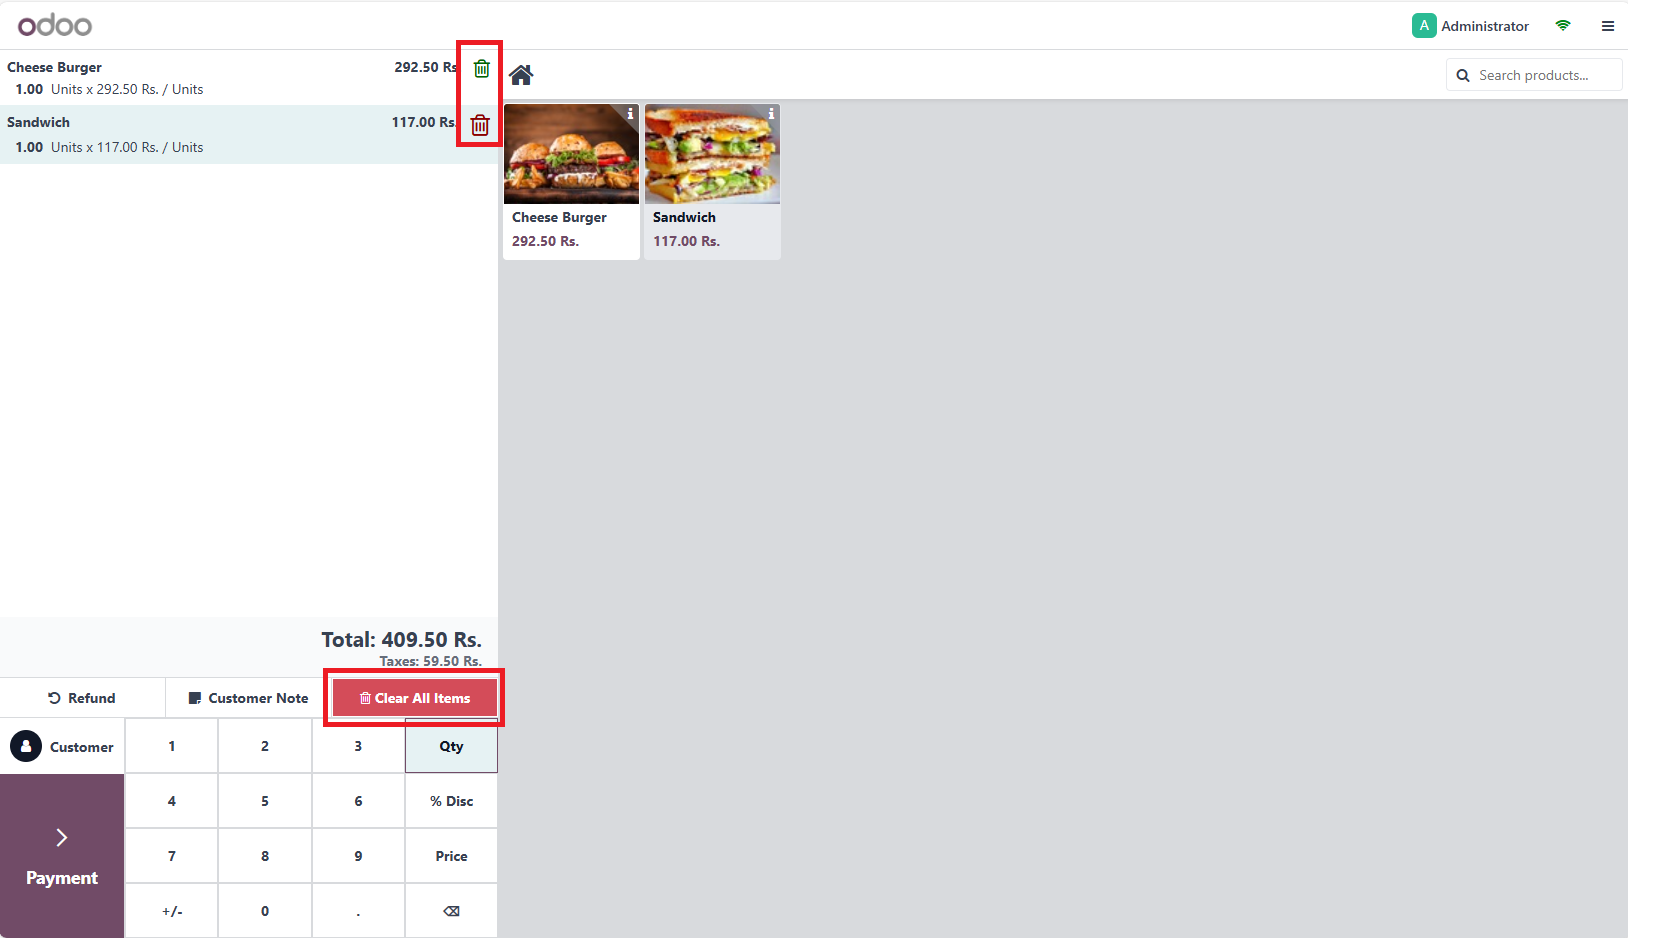 odoo
A Administrator
Cheese Burger 292.50 Rs
1.00 Units x 292.50 Rs. / Units
Sandwich 117.00 Rs.
1.00 Units x 117.00 Rs. / Units
Search products...
Cheese Burger
292.50 Rs.
Sandwich
117.00 Rs.
Total: 409.50 Rs.
Taxes: 59.50 Rs.
Refund Customer Note Clear All Items
Customer 1 2 3 Qty
4 5 6 % Disc
7 8 9 Price
Payment
+/- 0 .